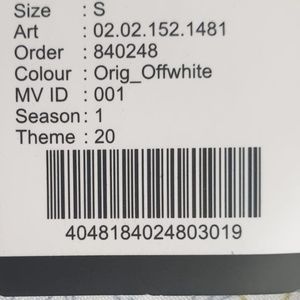 Size : S
Art : 02.02.152.1481
Order : 840248
Colour : Orig_Offwhite
MV ID : 001
Season : 1
Theme : 20
4048184024803019